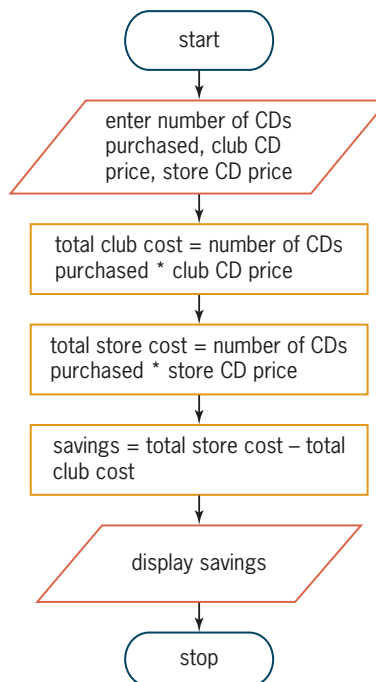 start
enter number of CDs
purchased, club CD
price, store CD price
total club cost = number of CDs
purchased * club CD price
total store cost = number of CDs
purchased * store CD price
savings = total store cost – total
club cost
display savings
stop